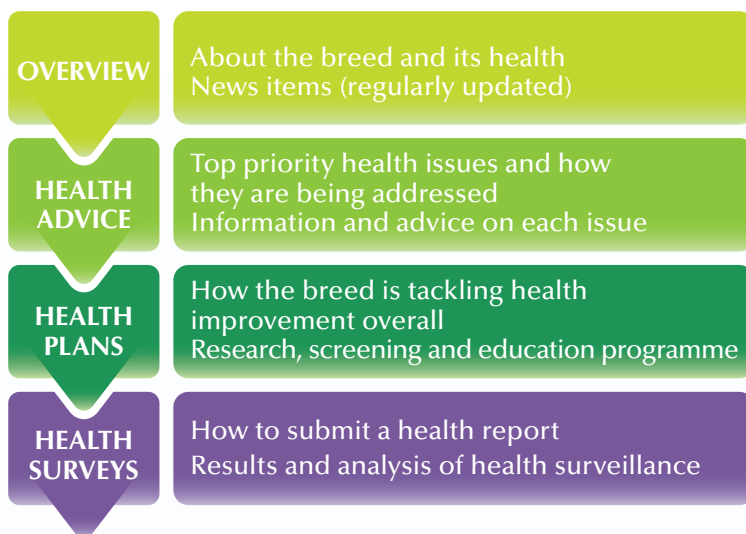 OVERVIEW
About the breed and its health
News items (regularly updated)
HEALTH
ADVICE
Top priority health issues and how
they are being addressed
Information and advice on each issue
HEALTH
PLANS
How the breed is tackling health
improvement overall
Research, screening and education programme
HEALTH
SURVEYS
How to submit a health report
Results and analysis of health surveillance